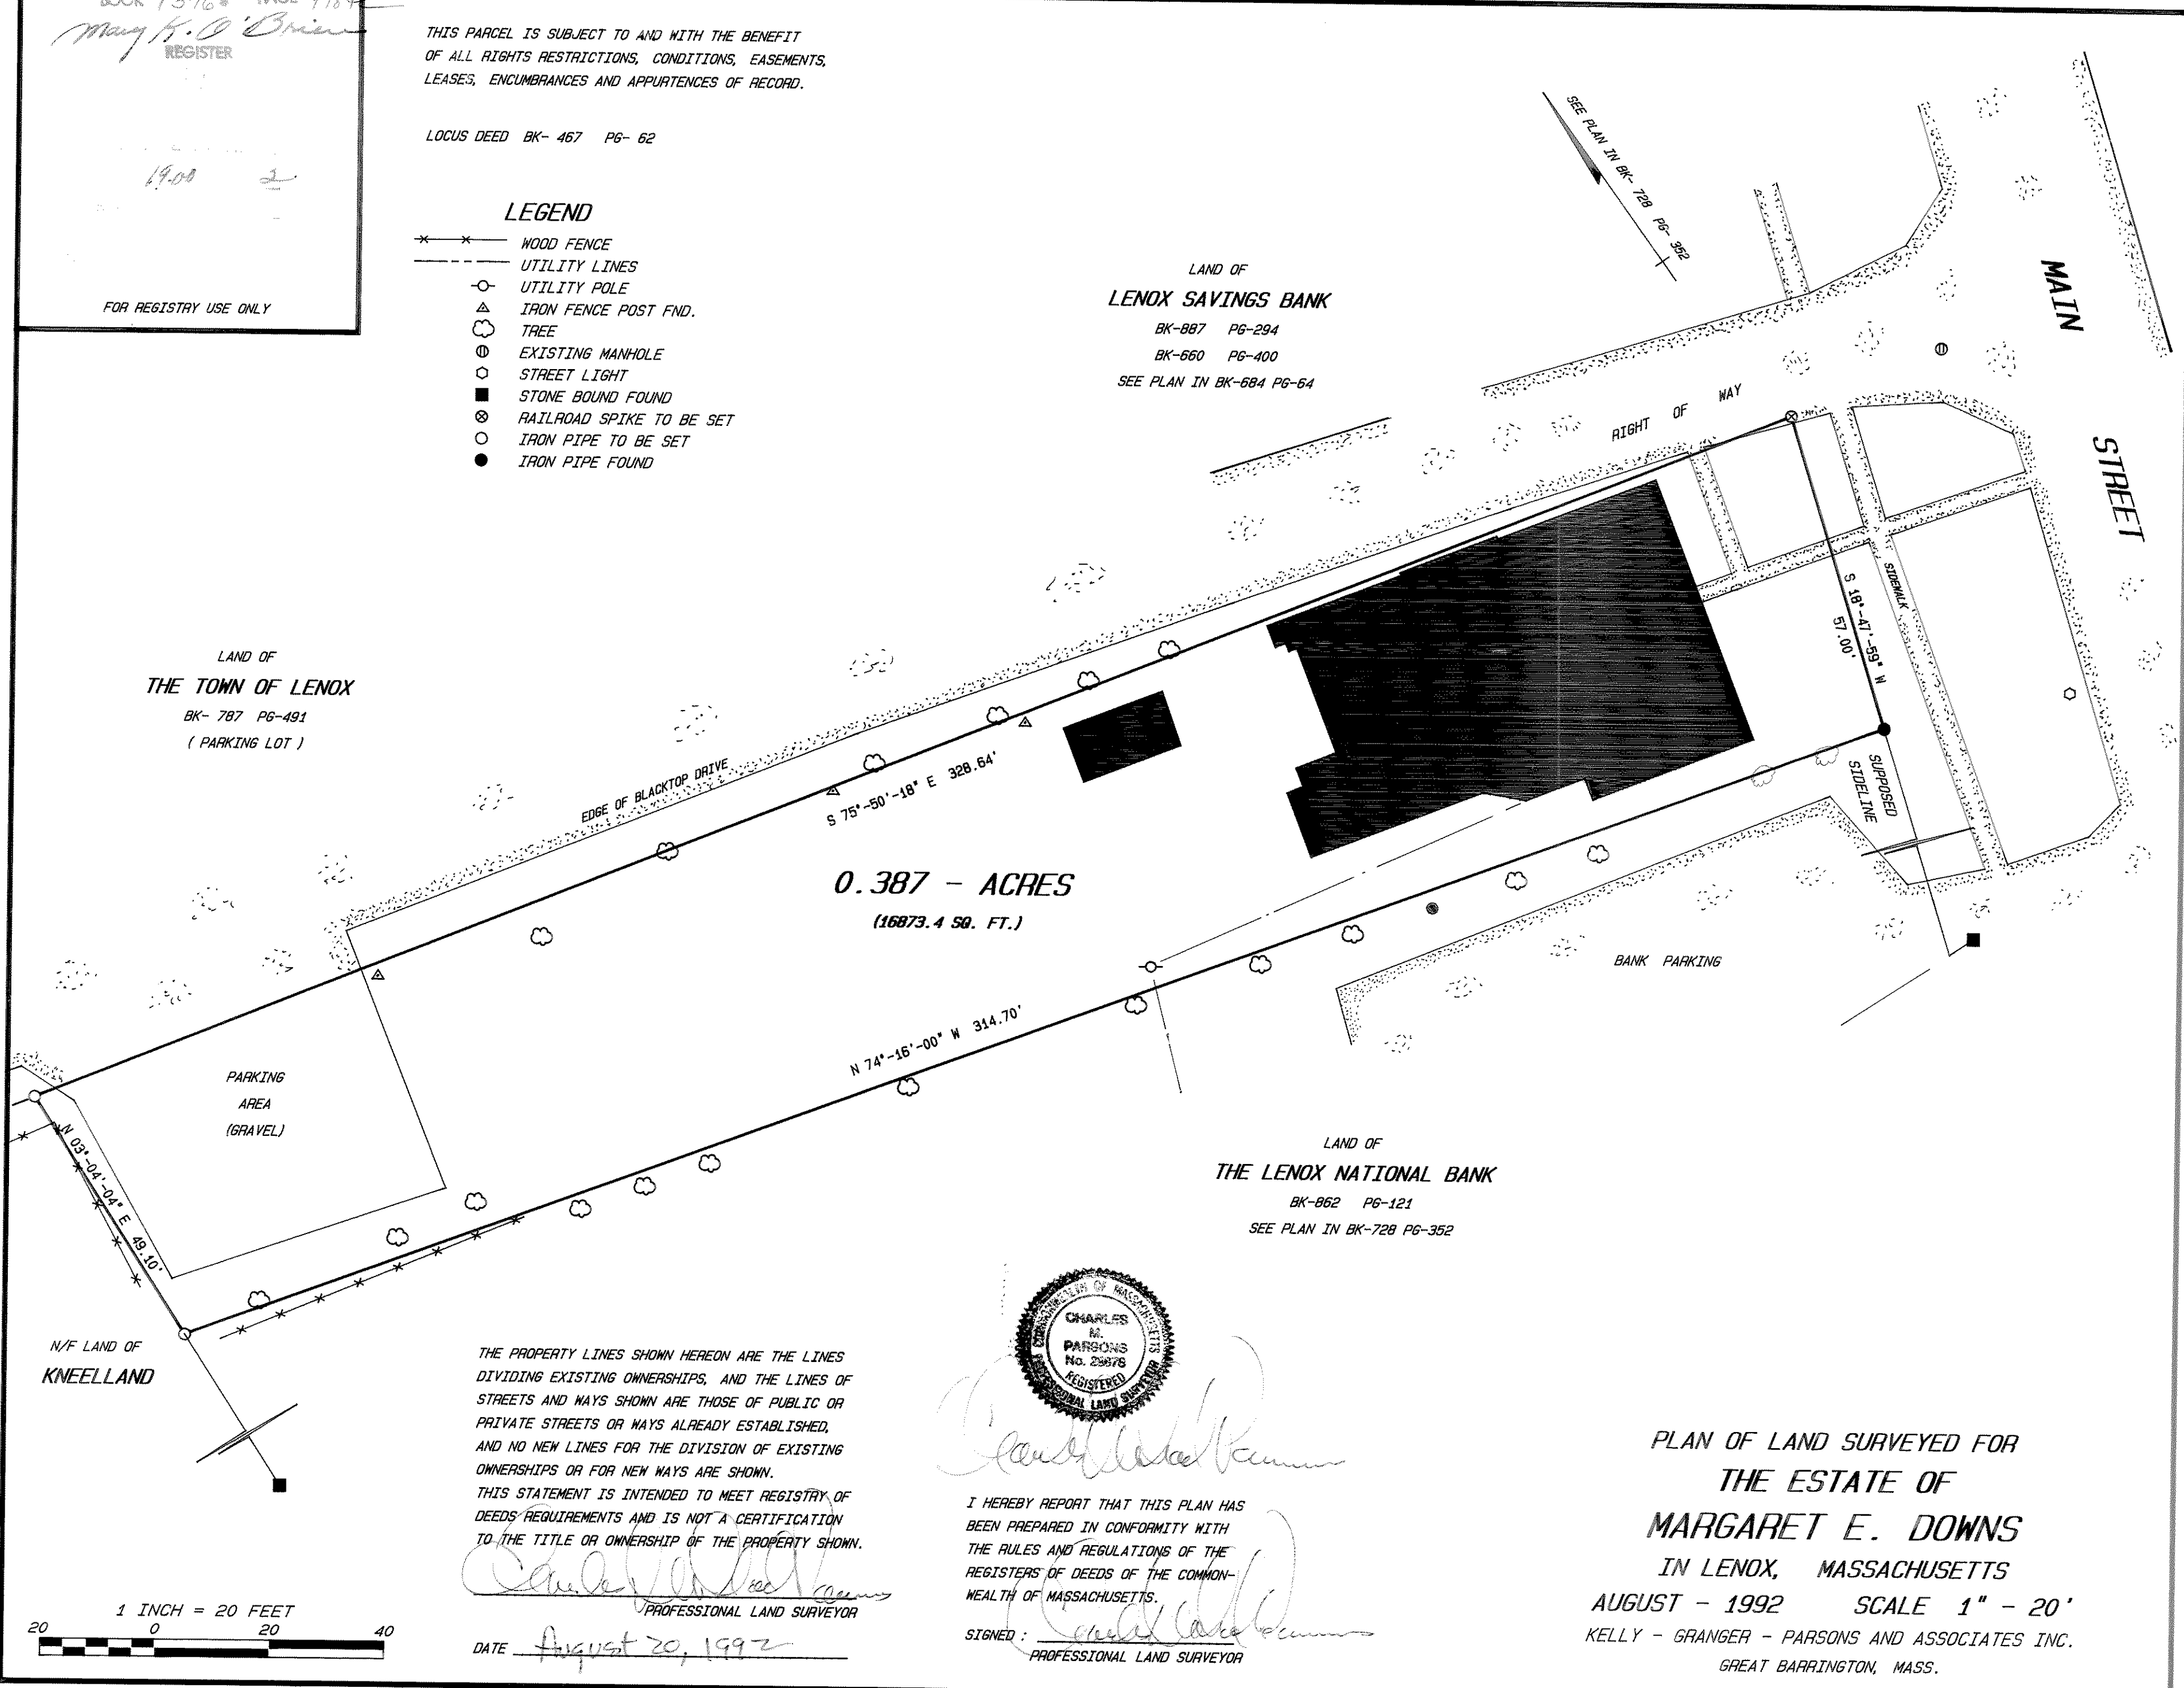 Mary K. O'Brien
REGISTER
19.00 2
FOR REGISTRY USE ONLY
THIS PARCEL IS SUBJECT TO AND WITH THE BENEFIT
OF ALL RIGHTS RESTRICTIONS, CONDITIONS, EASEMENTS,
LEASES, ENCUMBRANCES AND APPURTENCES OF RECORD.
LOCUS DEED BK- 467 PG- 62
LEGEND
WOOD FENCE
UTILITY LINES
UTILITY POLE
IRON FENCE POST FND.
TREE
EXISTING MANHOLE
STREET LIGHT
STONE BOUND FOUND
RAILROAD SPIKE TO BE SET
IRON PIPE TO BE SET
IRON PIPE FOUND
SEE PLAN IN BK- 728 PG- 352
LAND OF
LENOX SAVINGS BANK
BK-887 PG-294
BK-660 PG-400
SEE PLAN IN BK-684 PG-64
MAIN
STREET
RIGHT OF WAY
SIDEWALK
S 18°-47'-59" W
57.00'
SUPPOSED
SIDELINE
LAND OF
THE TOWN OF LENOX
BK- 787 PG-491
( PARKING LOT )
EDGE OF BLACKTOP DRIVE
S 75°-50'-18" E 328.64'
0.387 - ACRES
(16873.4 SQ. FT.)
BANK PARKING
N 74°-16'-00" W 314.70'
PARKING
AREA
(GRAVEL)
N 03°-04'-04" E 49.10'
LAND OF
THE LENOX NATIONAL BANK
BK-862 PG-121
SEE PLAN IN BK-728 PG-352
N/F LAND OF
KNEELLAND
THE PROPERTY LINES SHOWN HEREON ARE THE LINES
DIVIDING EXISTING OWNERSHIPS, AND THE LINES OF
STREETS AND WAYS SHOWN ARE THOSE OF PUBLIC OR
PRIVATE STREETS OR WAYS ALREADY ESTABLISHED,
AND NO NEW LINES FOR THE DIVISION OF EXISTING
OWNERSHIPS OR FOR NEW WAYS ARE SHOWN.
THIS STATEMENT IS INTENDED TO MEET REGISTRY OF
DEEDS REQUIREMENTS AND IS NOT A CERTIFICATION
TO THE TITLE OR OWNERSHIP OF THE PROPERTY SHOWN.
PROFESSIONAL LAND SURVEYOR
DATE August 20, 1992
COMMONWEALTH OF MASSACHUSETTS
CHARLES
M.
PARSONS
REGISTERED
PROFESSIONAL LAND SURVEYOR
I HEREBY REPORT THAT THIS PLAN HAS
BEEN PREPARED IN CONFORMITY WITH
THE RULES AND REGULATIONS OF THE
REGISTERS OF DEEDS OF THE COMMON-
WEALTH OF MASSACHUSETTS.
SIGNED :
PROFESSIONAL LAND SURVEYOR
1 INCH = 20 FEET
20 0 20 40
PLAN OF LAND SURVEYED FOR
THE ESTATE OF
MARGARET E. DOWNS
IN LENOX, MASSACHUSETTS
AUGUST - 1992 SCALE 1" - 20'
KELLY - GRANGER - PARSONS AND ASSOCIATES INC.
GREAT BARRINGTON, MASS.